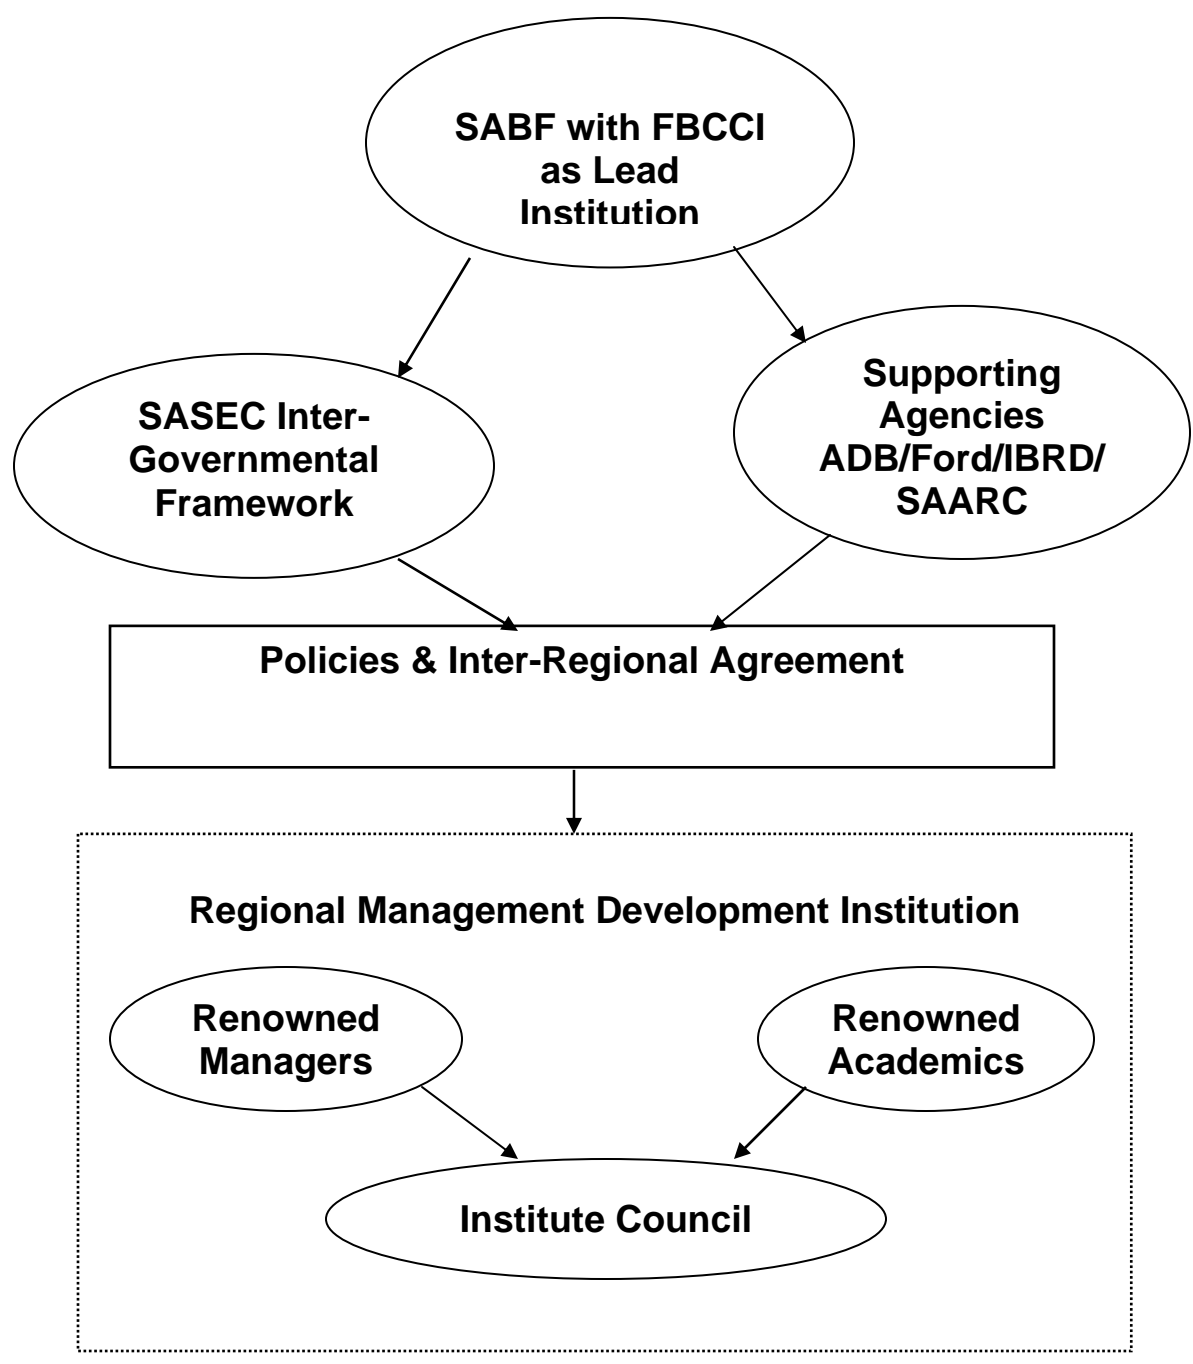 SABF with FBCCI
as Lead
Institution
SASEC Inter-
Governmental
Framework
Supporting
Agencies
ADB/Ford/IBRD/
SAARC
Policies & Inter-Regional Agreement
Regional Management Development Institution
Renowned
Managers
Renowned
Academics
Institute Council